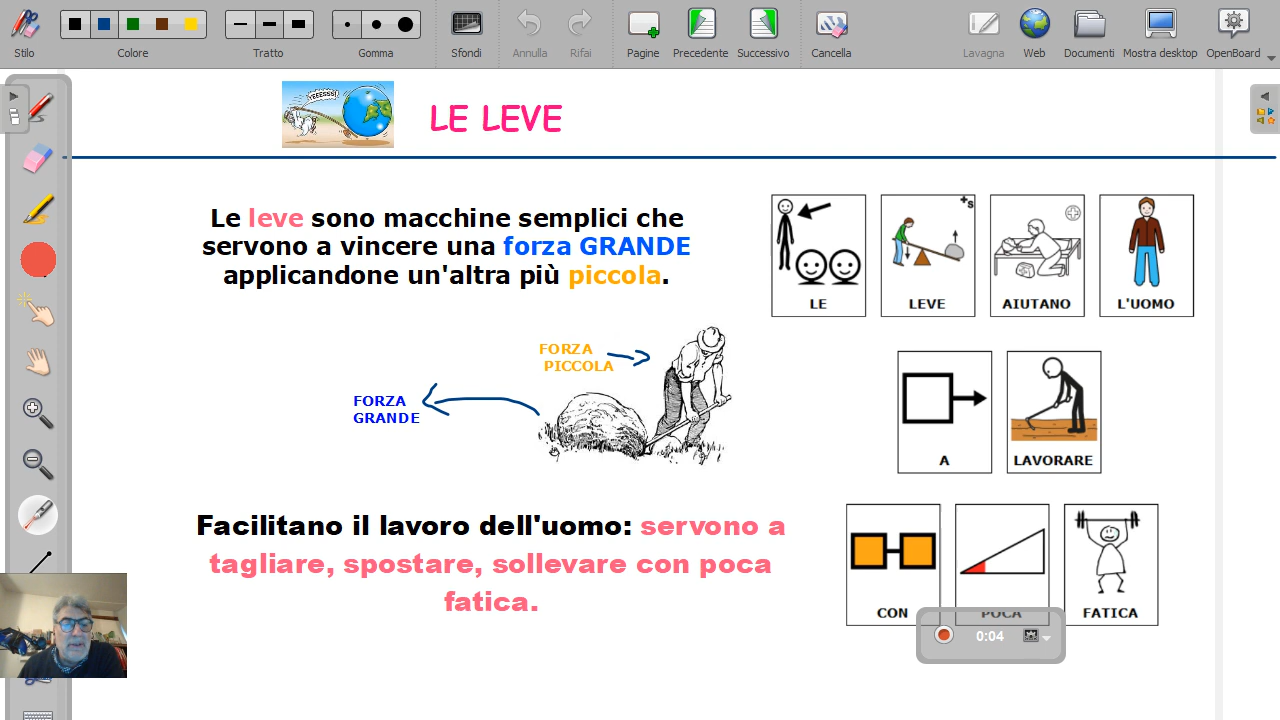 Stilo
Colore
Tratto
Gomma
Sfondi
Annulla
Rifai
Pagine
Precedente
Successivo
Cancella
Lavagna
Web
Documenti
Mostra desktop
OpenBoard
YEEESSS!
LE LEVE
Le leve sono macchine semplici che
servono a vincere una forza GRANDE
applicandone un'altra più piccola.
+s
LE
LEVE
AIUTANO
L'UOMO
FORZA
PICCOLA
FORZA
GRANDE
A
LAVORARE
Facilitano il lavoro dell'uomo: servono a
tagliare, spostare, sollevare con poca
fatica.
CON
POCA
FATICA
0:04